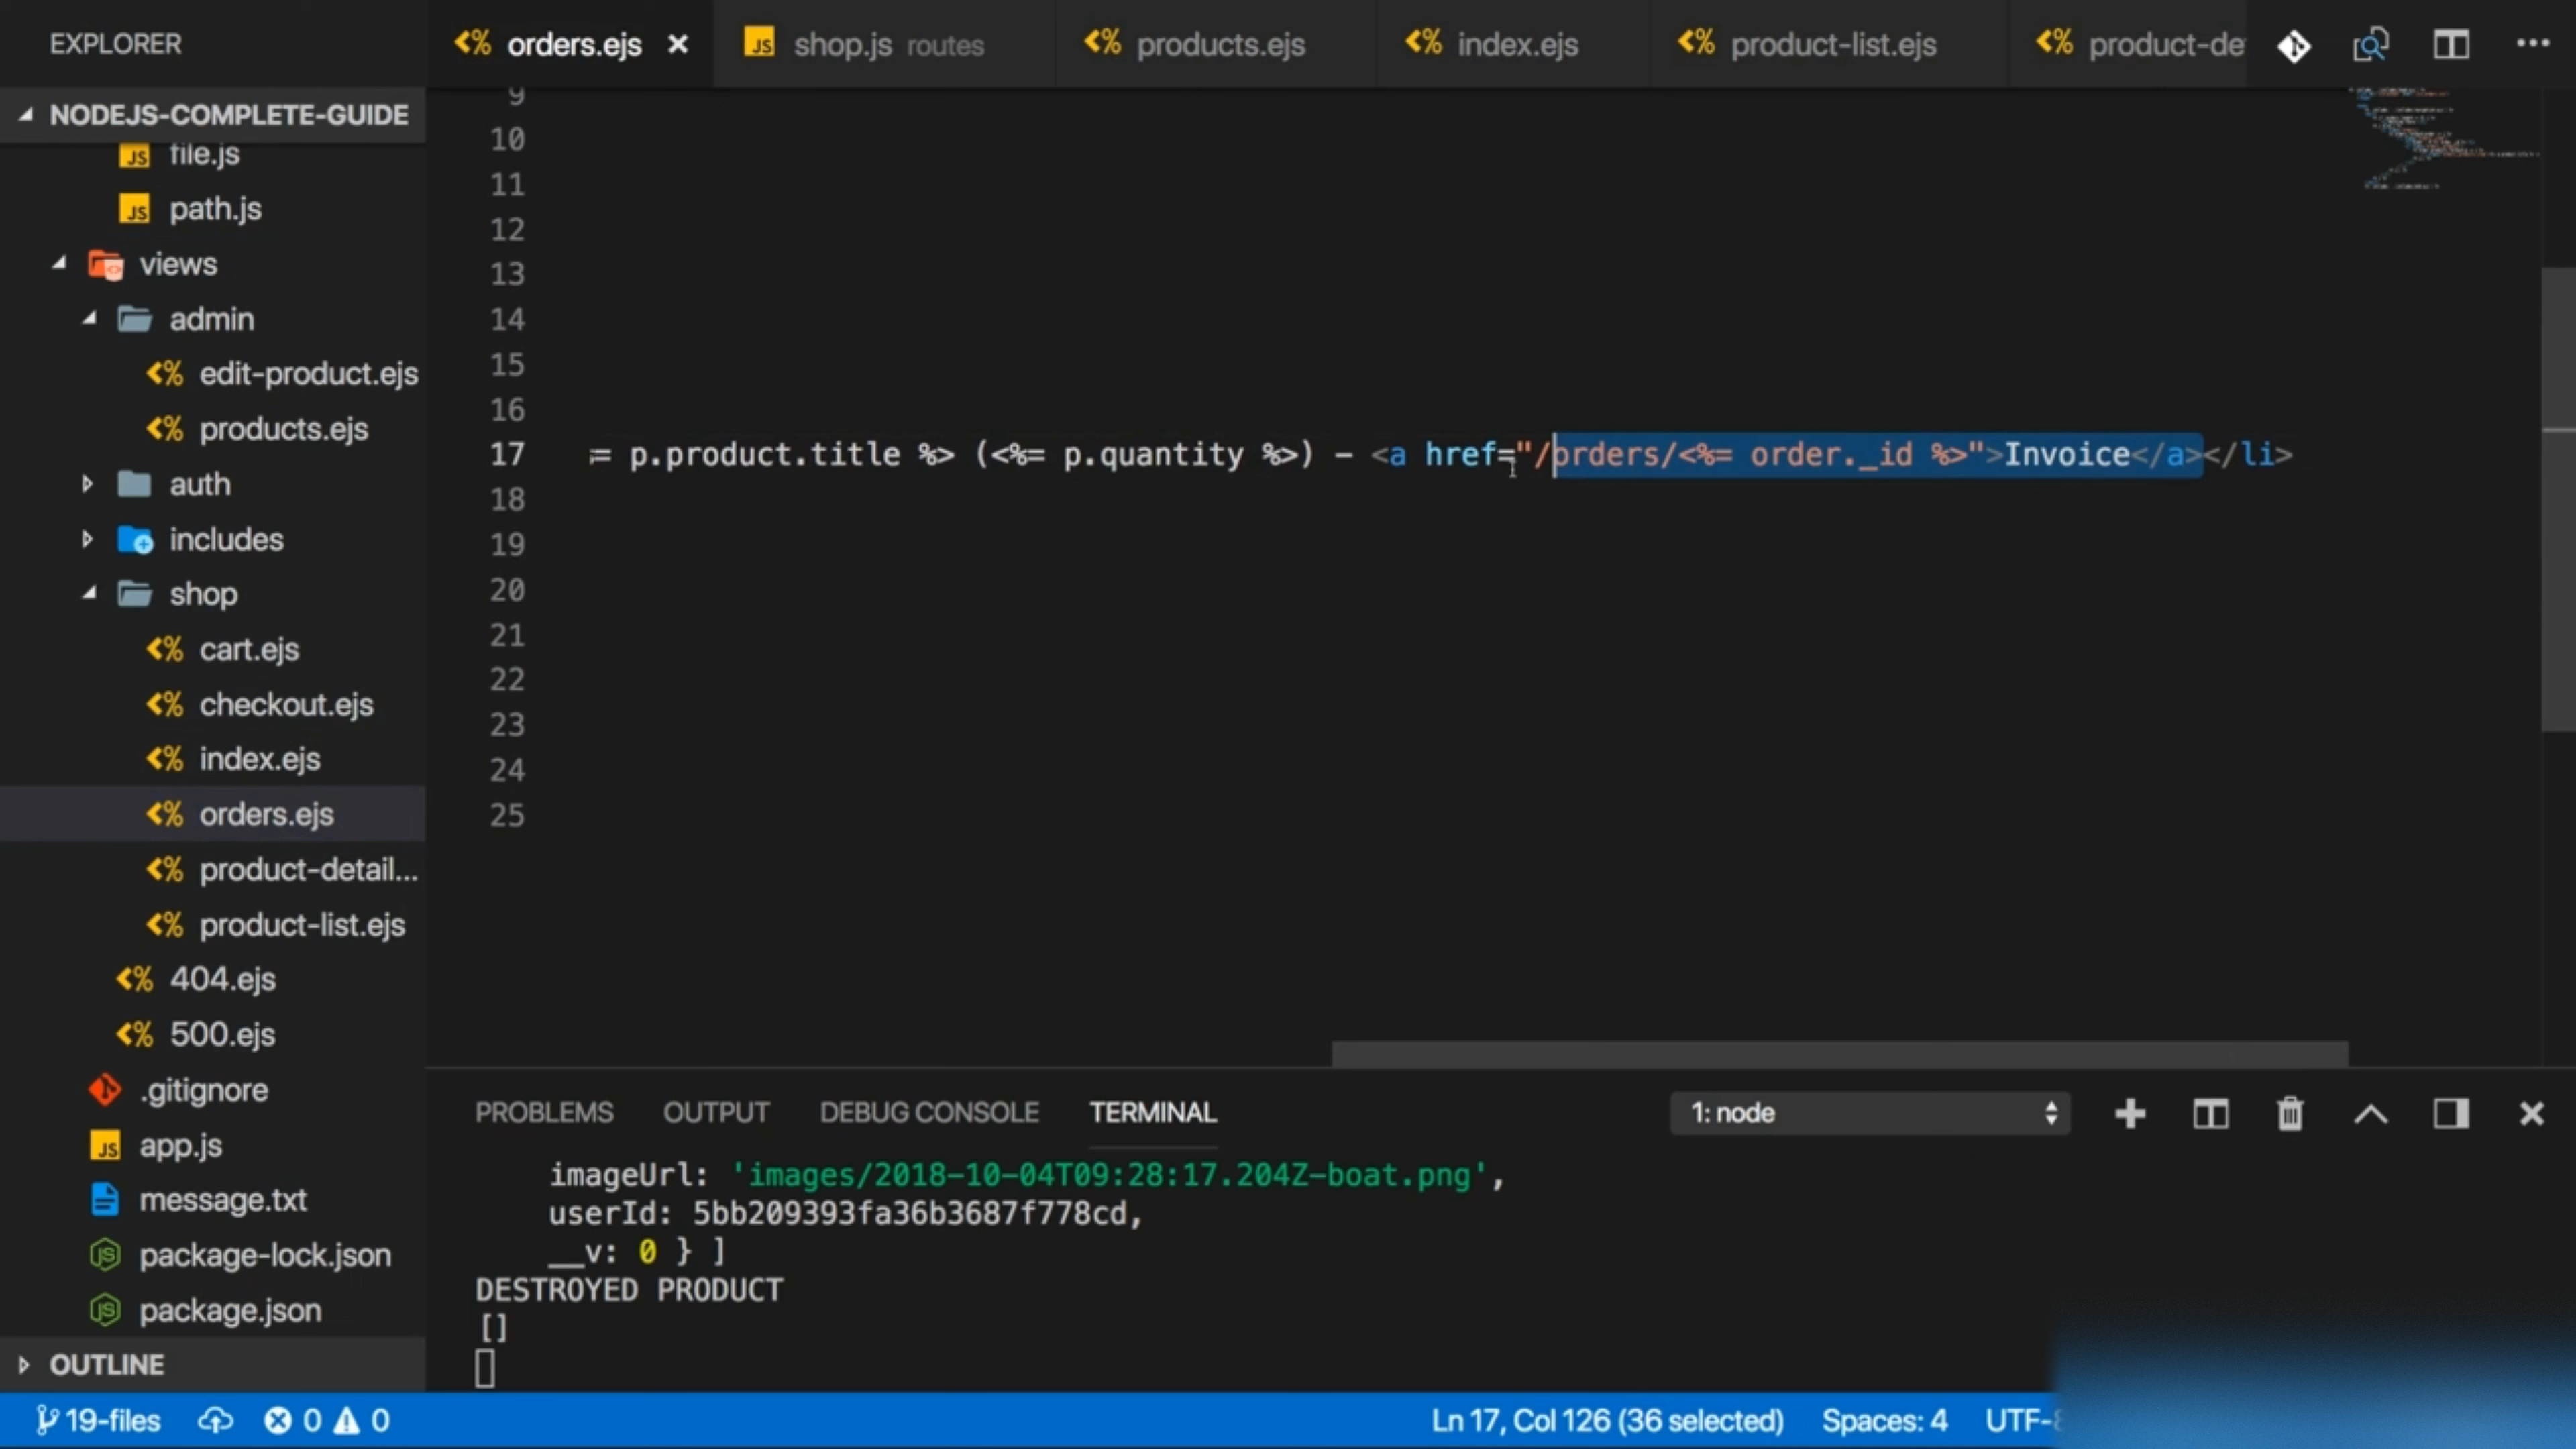 EXPLORER
orders.ejs
shop.js routes
products.ejs
index.ejs
product-list.ejs
product-de
NODEJS-COMPLETE-GUIDE
file.js
path.js
views
admin
edit-product.ejs
products.ejs
auth
includes
shop
cart.ejs
checkout.ejs
index.ejs
orders.ejs
product-detail...
product-list.ejs
404.ejs
500.ejs
.gitignore
app.js
message.txt
package-lock.json
package.json
OUTLINE
9
10
11
12
13
14
15
16
17 = p.product.title %> (<%= p.quantity %>) - <a href="/orders/<%= order._id %>">Invoice</a></li>
18
19
20
21
22
23
24
25
PROBLEMS OUTPUT DEBUG CONSOLE TERMINAL 1: node
imageUrl: 'images/2018-10-04T09:28:17.204Z-boat.png',
userId: 5bb209393fa36b3687f778cd,
__v: 0 } ]
DESTROYED PRODUCT
[]
19-files 0 0 Ln 17, Col 126 (36 selected) Spaces: 4 UTF-8